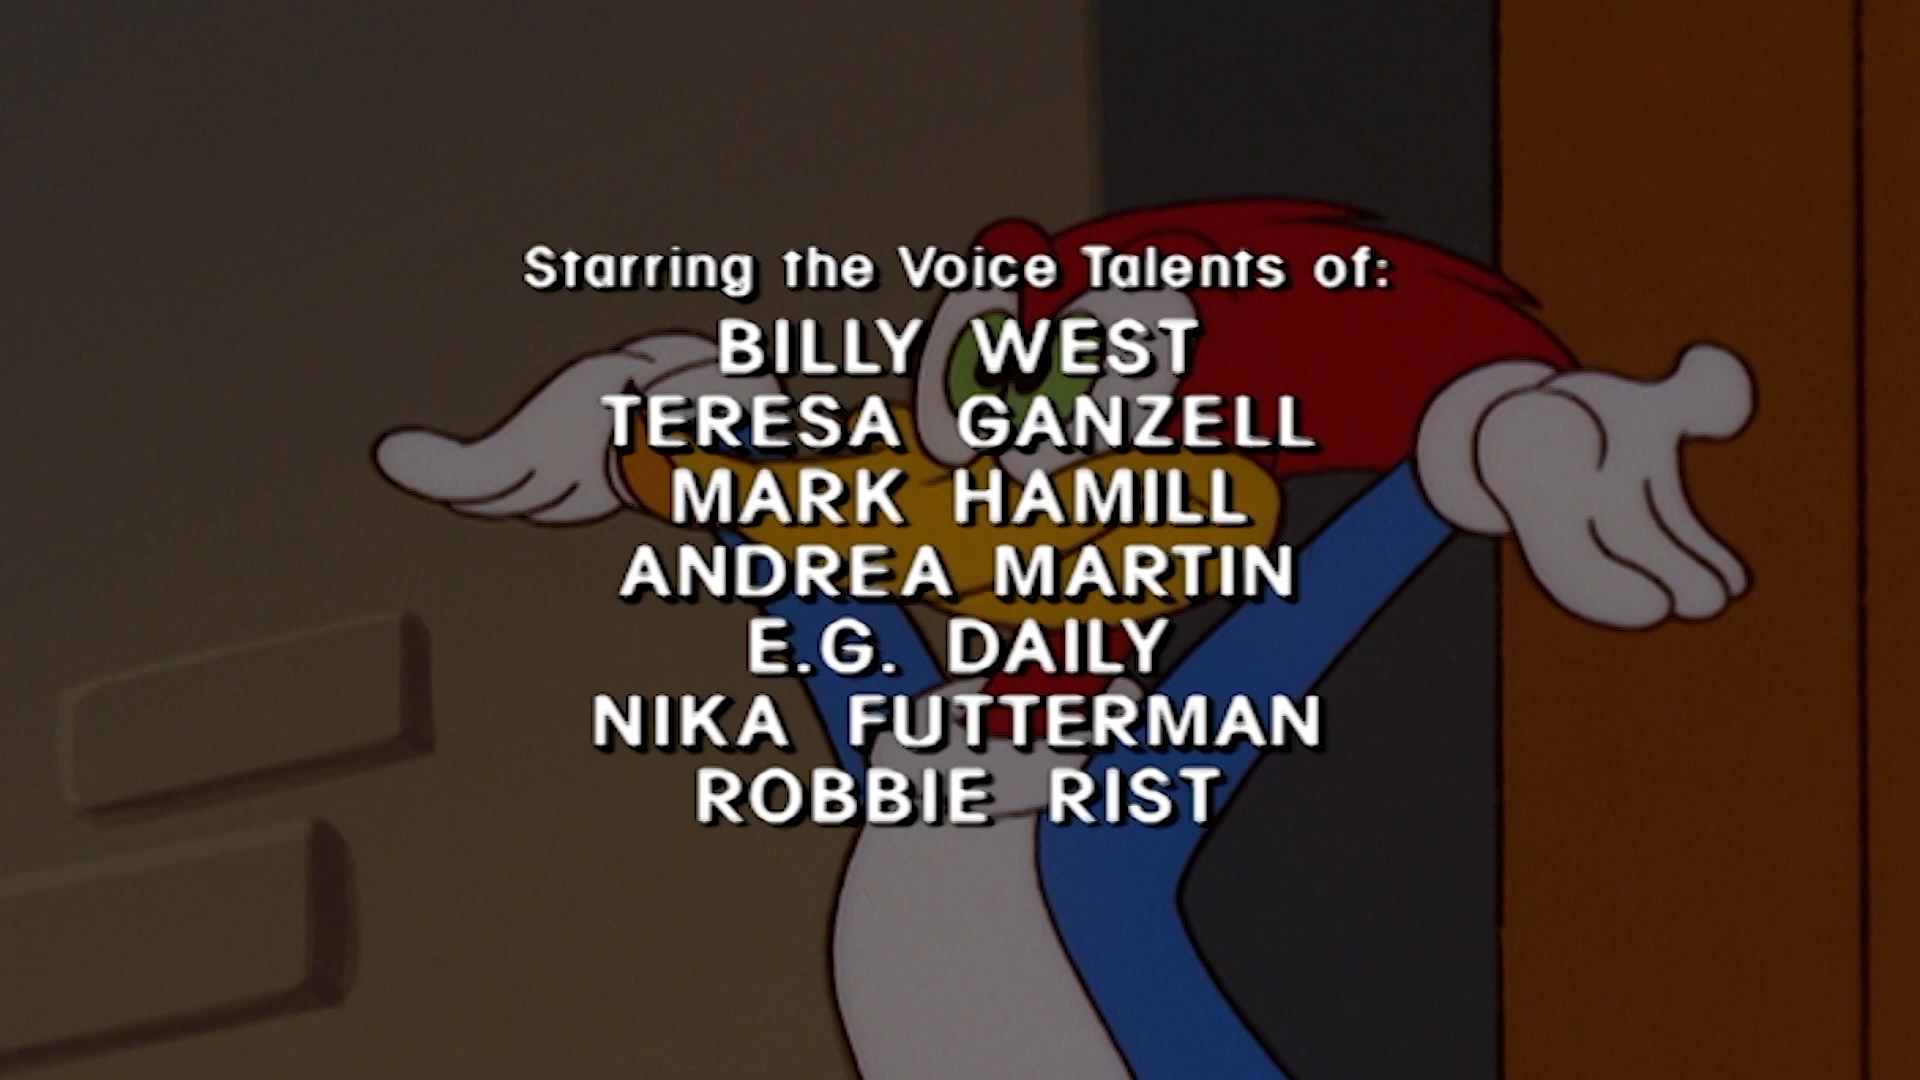 Starring the Voice Talents of:
BILLY WEST
TERESA GANZELL
MARK HAMILL
ANDREA MARTIN
E.G. DAILY
NIKA FUTTERMAN
ROBBIE RIST